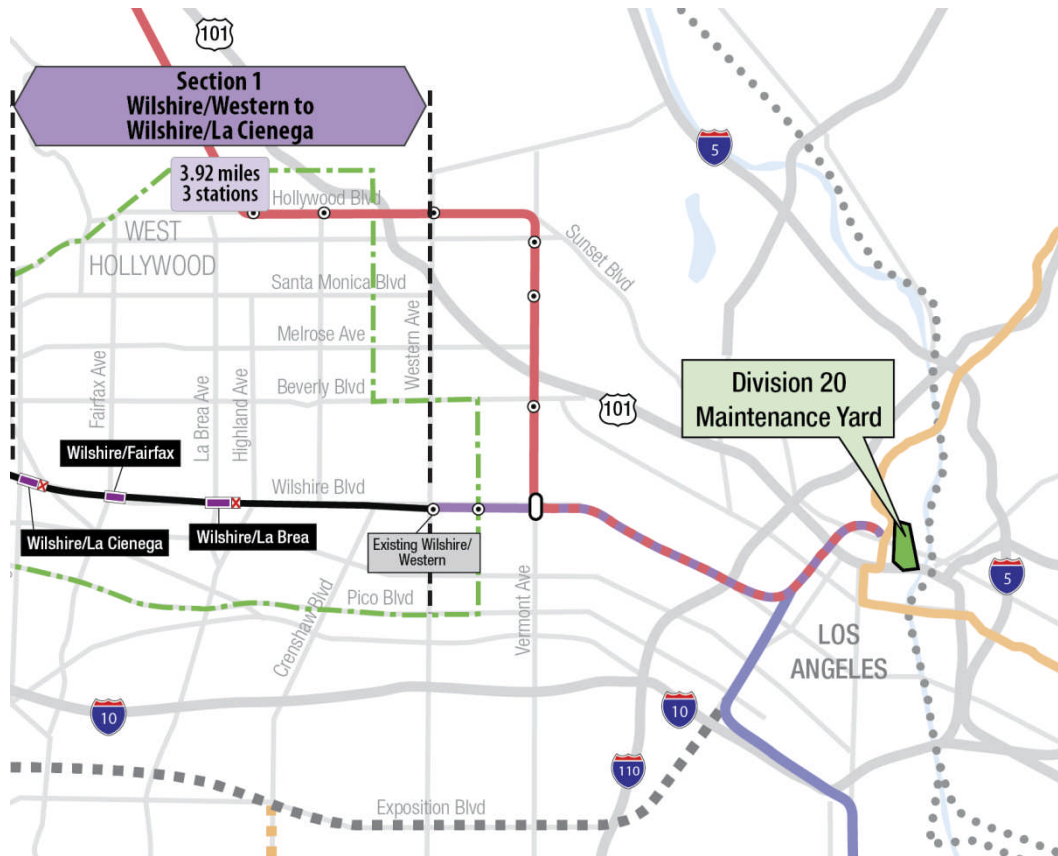 101
Section 1
Wilshire/Western to
Wilshire/La Cienega
3.92 miles
3 stations
5
Hollywood Blvd
WEST
HOLLYWOOD
Sunset Blvd
Santa Monica Blvd
Melrose Ave
Western Ave
Beverly Blvd
Fairfax Ave
La Brea Ave
Highland Ave
101
Division 20
Maintenance Yard
Wilshire/Fairfax
Wilshire Blvd
Wilshire/La Cienega
Wilshire/La Brea
Existing Wilshire/
Western
Pico Blvd
Crenshaw Blvd
Vermont Ave
5
LOS
ANGELES
10
10
110
Exposition Blvd